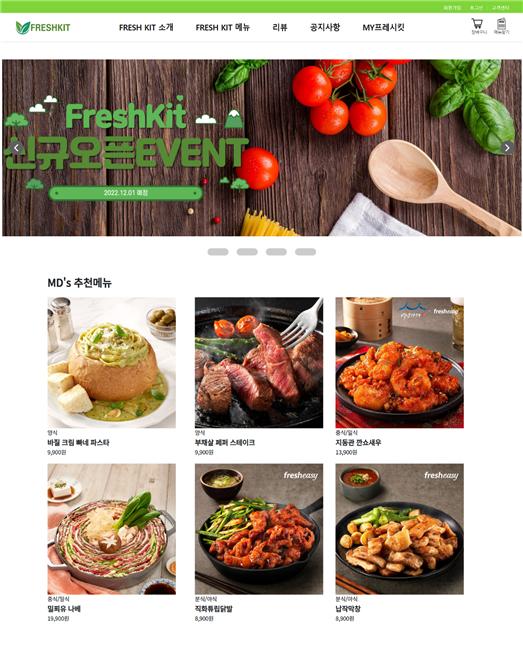 회원가입 로그인 고객센터
FRESHKIT
FRESH KIT 소개 FRESH KIT 메뉴 리뷰 공지사항 MY프레시킷
장바구니 메뉴찾기
FreshKit
신규오픈EVENT
2022.12.01 예정
MD's 추천메뉴
fresheasy
양식 양식 중식/일식
바질 크림 빠네 파스타 부채살 페퍼 스테이크 지동관 깐쇼새우
9,900원 9,900원 13,900원
fresheasy fresheasy
중식/일식 분식/야식 분식/야식
밀피유 나베 직화튜립닭발 납작막창
19,900원 8,900원 8,900원